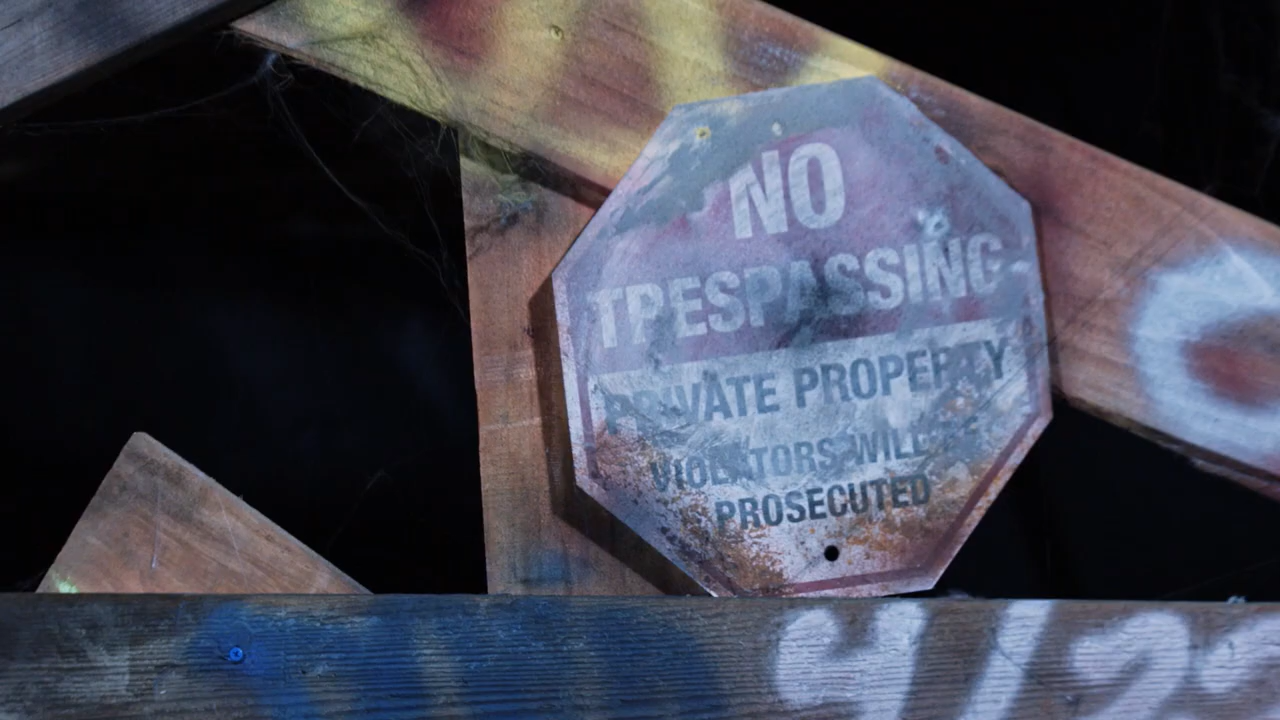 NO
TRESPASSING
PRIVATE PROPERTY
VIOLATORS WILL
PROSECUTED